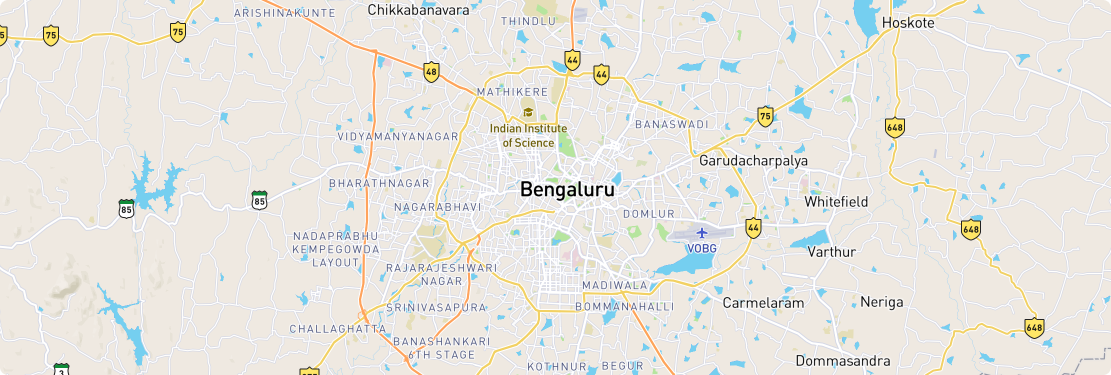 ARISHINAKUNTE
Chikkabanavara
THINDLU
Hoskote
75
75
44
48
44
MATHIKERE
75
Indian Institute
of Science
BANASWADI
648
VIDYAMANYANAGAR
Garudacharpalya
BHARATHNAGAR
Bengaluru
85
85
NAGARABHAVI
Whitefield
DOMLUR
44
648
NADAPRABHU
KEMPEGOWDA
LAYOUT
VOBG
Varthur
RAJARAJESHWARI
NAGAR
MADIWALA
SRINIVASAPURA
BOMMANAHALLI
Carmelaram
Neriga
CHALLAGHATTA
648
BANASHANKARI
6TH STAGE
KOTHNUR
BEGUR
Dommasandra
3